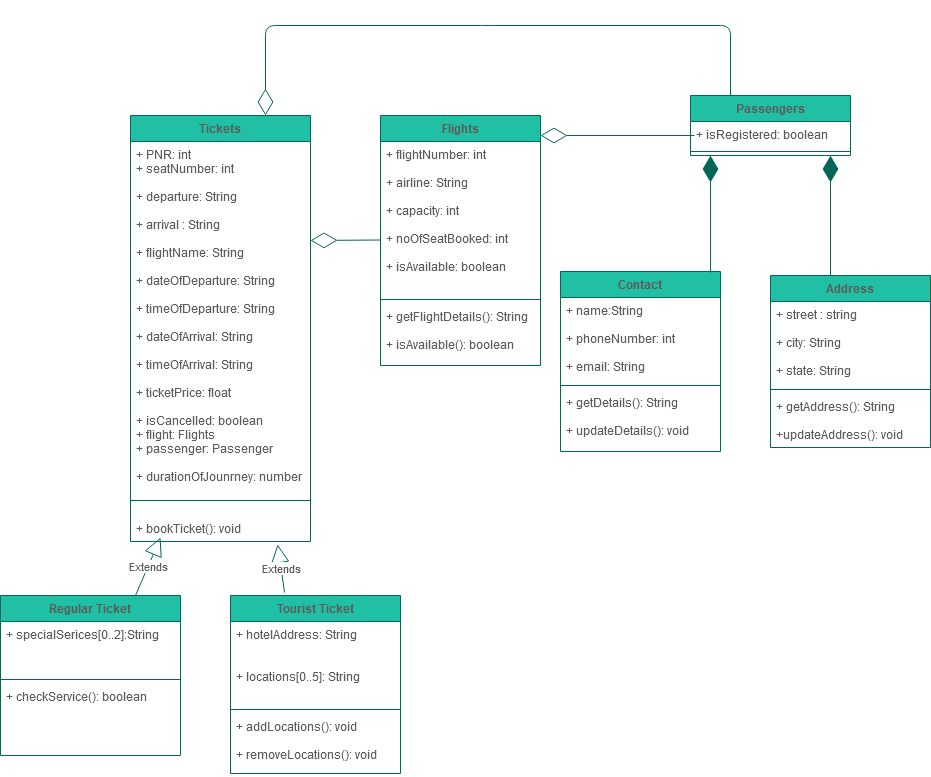 Tickets
+ PNR: int
+ seatNumber: int
+ departure: String
+ arrival : String
+ flightName: String
+ dateOfDeparture: String
+ timeOfDeparture: String
+ dateOfArrival: String
+ timeOfArrival: String
+ ticketPrice: float
+ isCancelled: boolean
+ flight: Flights
+ passenger: Passenger
+ durationOfJounrney: number
+ bookTicket(): void
Flights
+ flightNumber: int
+ airline: String
+ capacity: int
+ noOfSeatBooked: int
+ isAvailable: boolean
+ getFlightDetails(): String
+ isAvailable(): boolean
Passengers
+ isRegistered: boolean
Contact
+ name:String
+ phoneNumber: int
+ email: String
+ getDetails(): String
+ updateDetails(): void
Address
+ street : string
+ city: String
+ state: String
+ getAddress(): String
+updateAddress(): void
Extends
Extends
Regular Ticket
+ specialSerices[0..2]:String
+ checkService(): boolean
Tourist Ticket
+ hotelAddress: String
+ locations[0..5]: String
+ addLocations(): void
+ removeLocations(): void